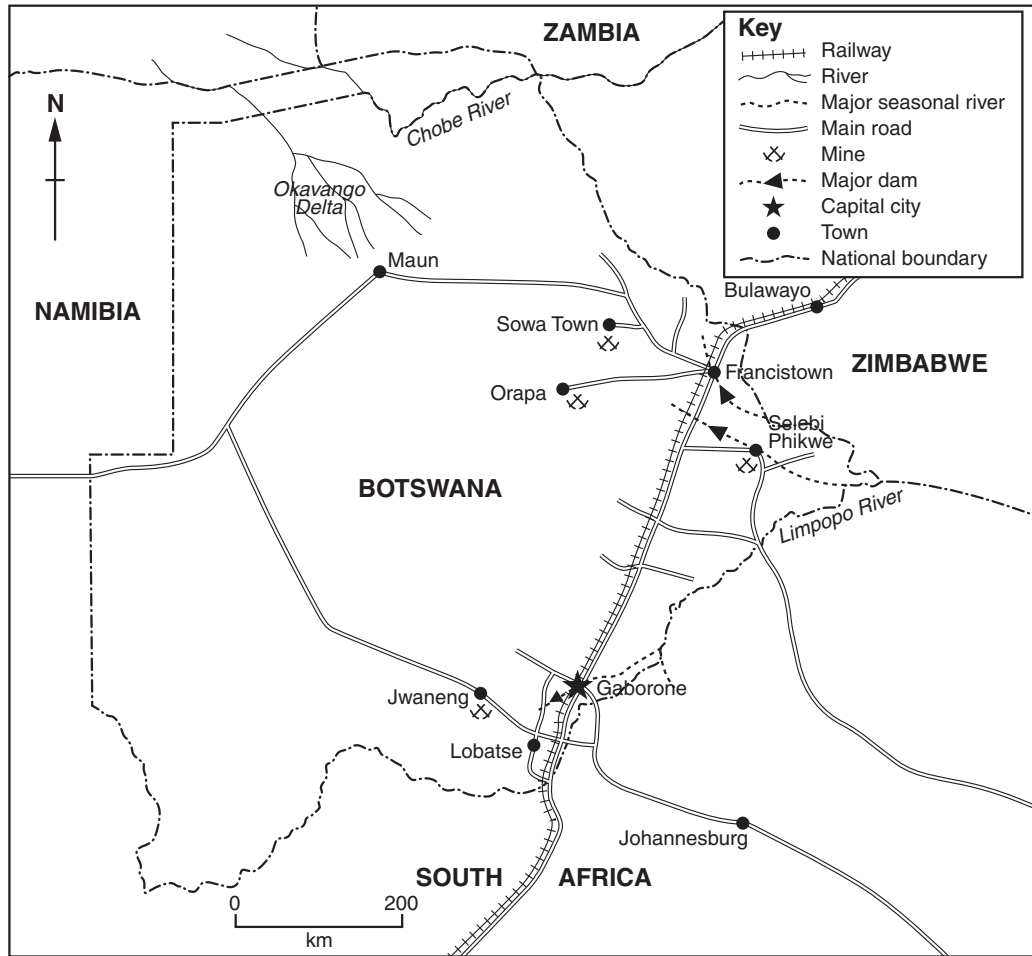 ZAMBIA
Key
Railway
River
Major seasonal river
Main road
Mine
Major dam
Capital city
Town
National boundary
N
Chobe River
Okavango
Delta
Maun
NAMIBIA
Bulawayo
Sowa Town
ZIMBABWE
Francistown
Orapa
Selebi
Phikwe
BOTSWANA
Limpopo River
Gaborone
Jwaneng
Lobatse
Johannesburg
SOUTH AFRICA
0 200
km